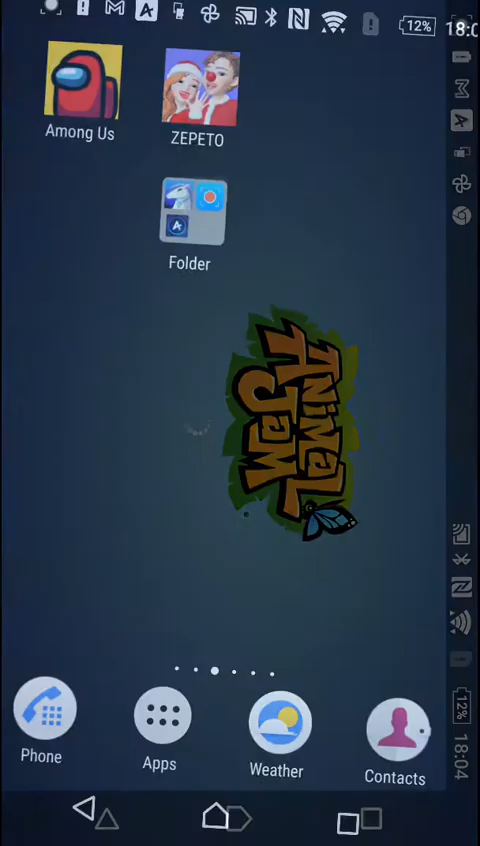 12%
18:0
Among Us
ZEPETO
Folder
ANiMaL
JaM
Phone
Apps
Weather
Contacts
12%
18:04